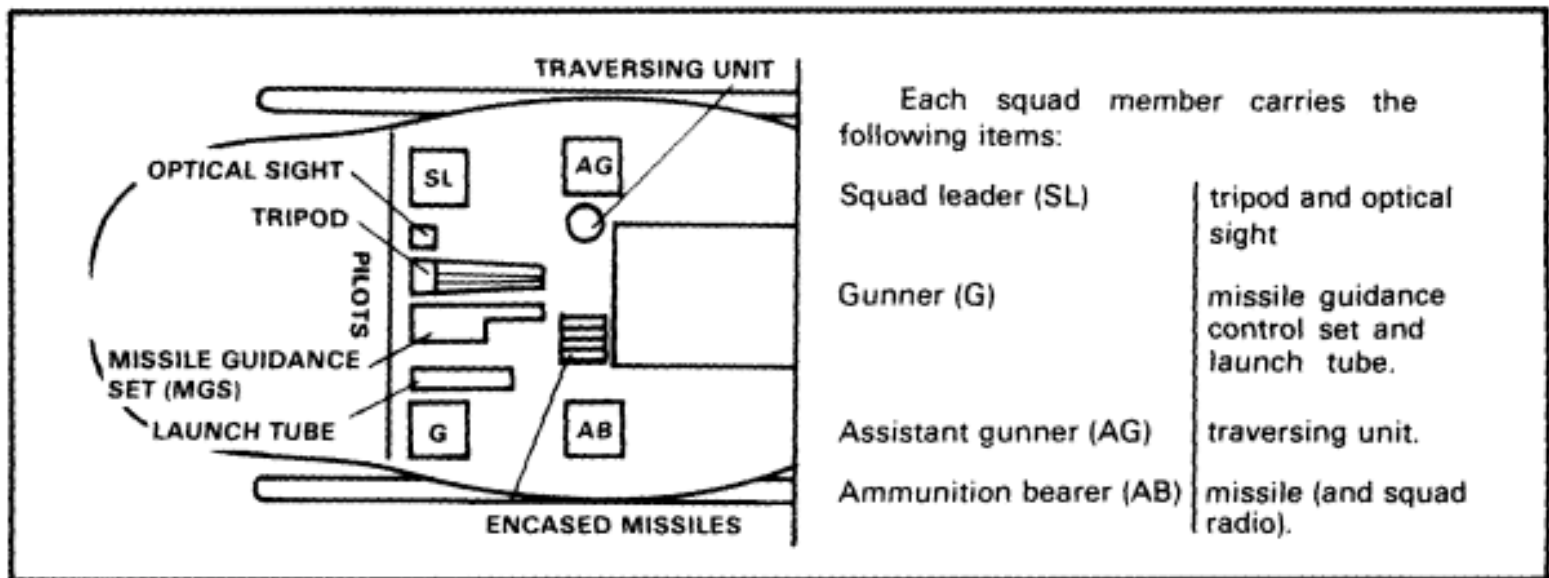 TRAVERSING UNIT
OPTICAL SIGHT
SL
AG
TRIPOD
PILOTS
MISSILE GUIDANCE
SET (MGS)
LAUNCH TUBE
G
AB
ENCASED MISSILES
Each squad member carries the
following items:
Squad leader (SL)
tripod and optical
sight
Gunner (G)
missile guidance
control set and
launch tube.
Assistant gunner (AG)
traversing unit.
Ammunition bearer (AB)
missile (and squad
radio).